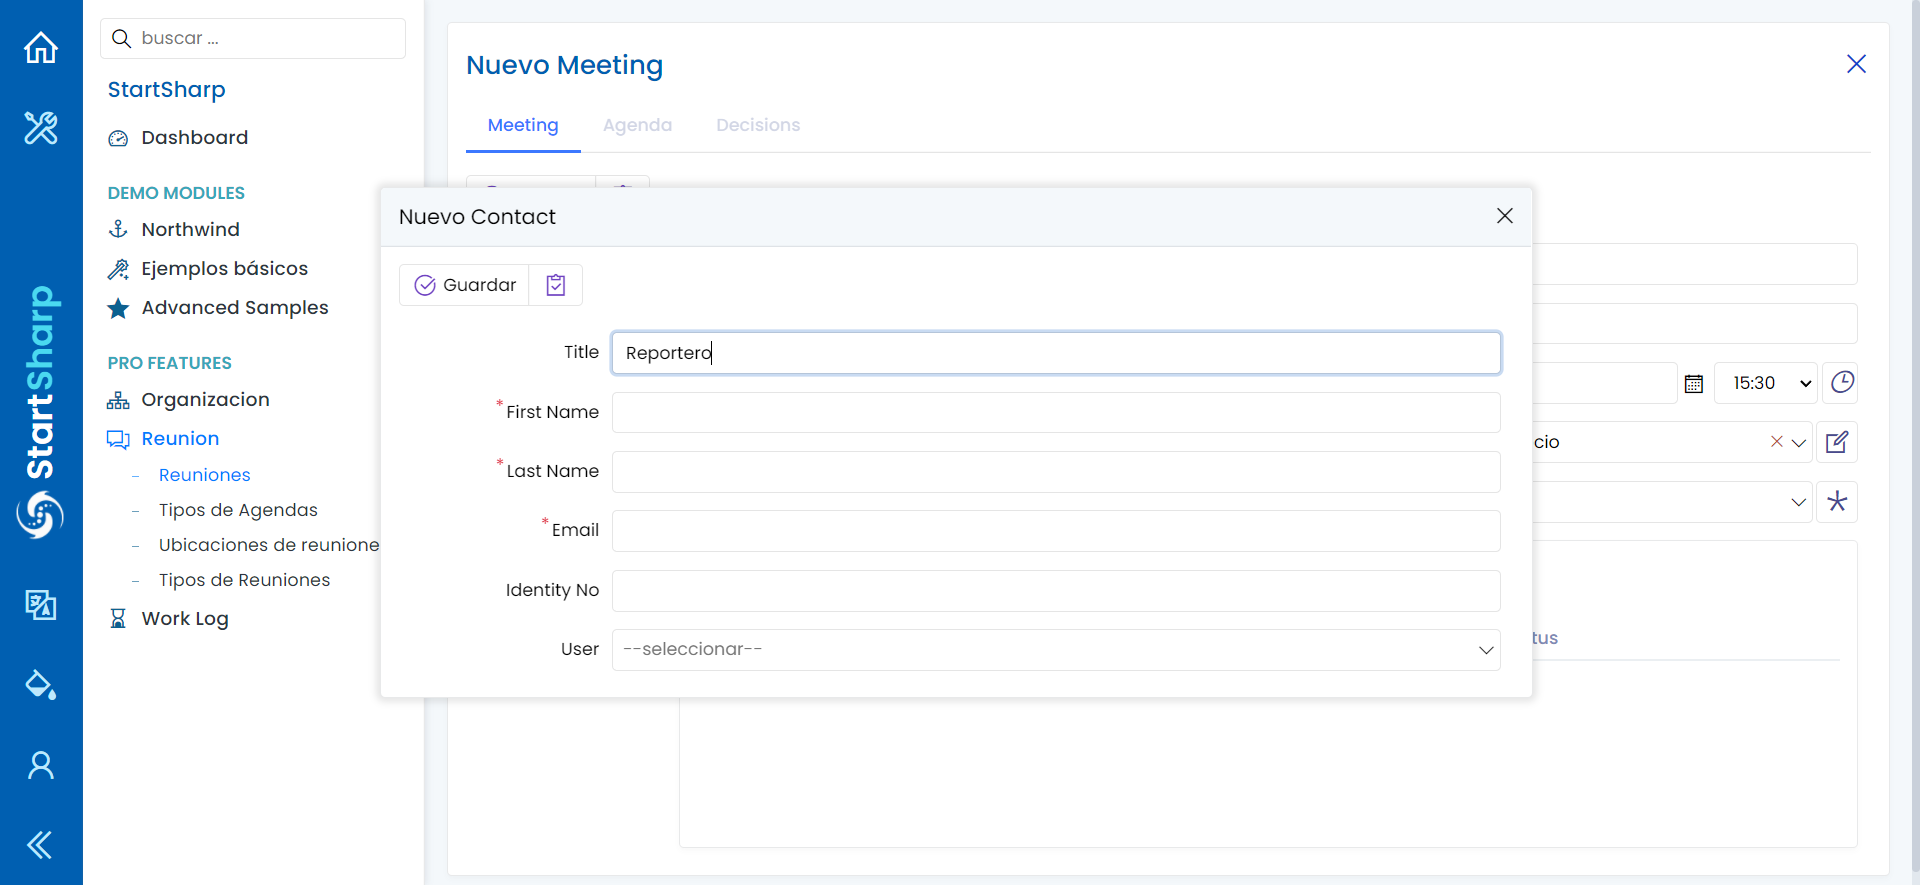 buscar ...
StartSharp
Dashboard
DEMO MODULES
Northwind
Ejemplos básicos
Advanced Samples
PRO FEATURES
Organizacion
Reunion
Reuniones
Tipos de Agendas
Ubicaciones de reunione
Tipos de Reuniones
Work Log
StartSharp
Nuevo Meeting
Meeting
Agenda
Decisions
Nuevo Contact
Guardar
Title
Reportero
* First Name
* Last Name
* Email
Identity No
User
--seleccionar--
15:30
cio
tus